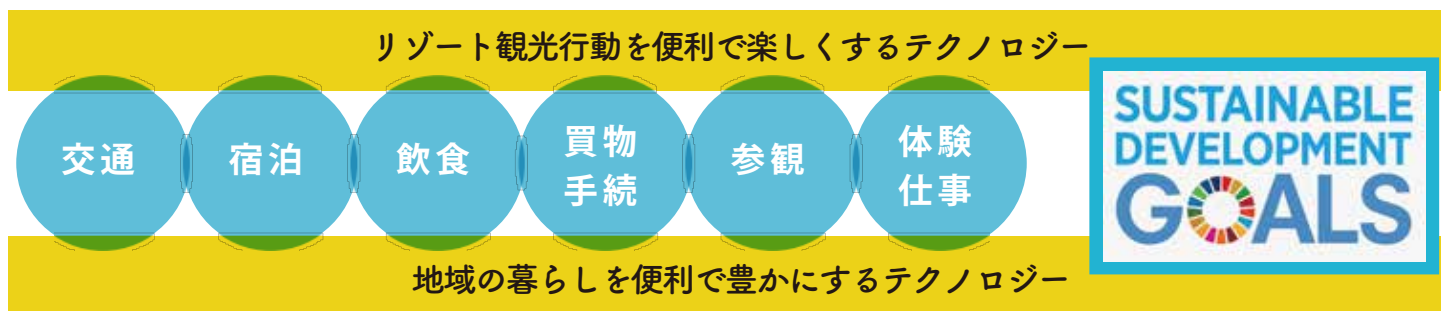 リゾート観光行動を便利で楽しくするテクノロジー
交通
宿泊
飲食
買物
手続
参観
体験
仕事
SUSTAINABLE
DEVELOPMENT
GOALS
地域の暮らしを便利で豊かにするテクノロジー